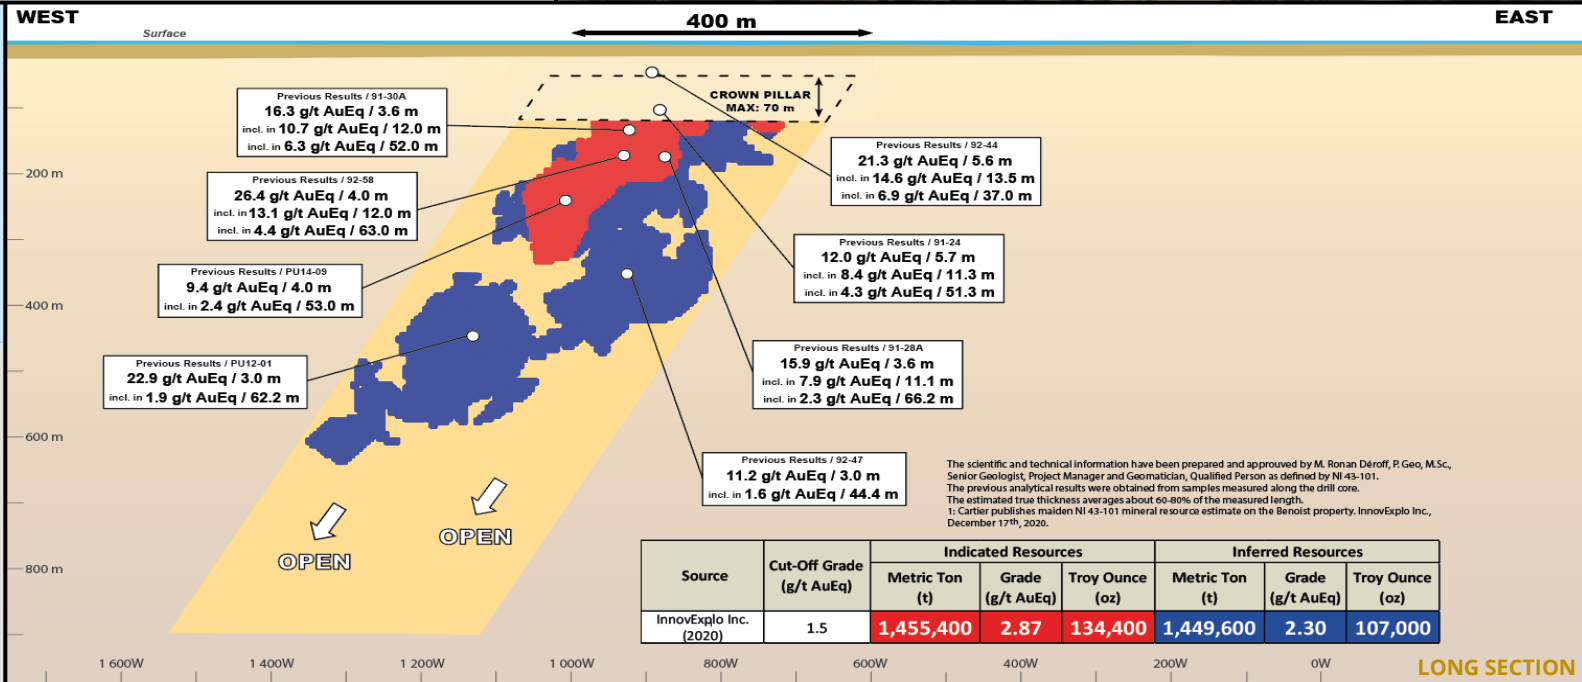 WEST
400 m
EAST
Surface
CROWN PILLAR
MAX: 70 m
Previous Results / 91-30A
16.3 g/t AuEq / 3.6 m
incl. in 10.7 g/t AuEq / 12.0 m
incl. in 6.3 g/t AuEq / 52.0 m
Previous Results / 92-44
21.3 g/t AuEq / 5.6 m
incl. in 14.6 g/t AuEq / 13.5 m
incl. in 6.9 g/t AuEq / 37.0 m
200 m
Previous Results / 92-58
26.4 g/t AuEq / 4.0 m
incl. in 13.1 g/t AuEq / 12.0 m
incl. in 4.4 g/t AuEq / 63.0 m
Previous Results / 91-24
12.0 g/t AuEq / 5.7 m
incl. in 8.4 g/t AuEq / 11.3 m
incl. in 4.3 g/t AuEq / 51.3 m
Previous Results / PU14-09
9.4 g/t AuEq / 4.0 m
incl. in 2.4 g/t AuEq / 53.0 m
400 m
Previous Results / 91-28A
15.9 g/t AuEq / 3.6 m
incl. in 7.9 g/t AuEq / 11.1 m
incl. in 2.3 g/t AuEq / 66.2 m
Previous Results / PU12-01
22.9 g/t AuEq / 3.0 m
incl. in 1.9 g/t AuEq / 62.2 m
600 m
Previous Results / 92-47
11.2 g/t AuEq / 3.0 m
incl. in 1.6 g/t AuEq / 44.4 m
The scientific and technical information have been prepared and approuved by M. Ronan Déroff, P. Geo, M.Sc.,
Senior Geologist, Project Manager and Geomatician, Qualified Person as defined by NI 43-101.
The previous analytical results were obtained from samples measured along the drill core.
The estimated true thickness averages about 60-80% of the measured length.
1: Cartier publishes maiden NI 43-101 mineral resource estimate on the Benoist property. InnovExplo Inc.,
December 17th, 2020.
OPEN
OPEN
800 m
Source
Cut-Off Grade
(g/t AuEq)
Indicated Resources
Inferred Resources
Metric Ton
(t)
Grade
(g/t AuEq)
Troy Ounce
(oz)
Metric Ton
(t)
Grade
(g/t AuEq)
Troy Ounce
(oz)
InnovExplo Inc.
(2020)
1.5
1,455,400
2.87
134,400
1,449,600
2.30
107,000
1 600W
1 400W
1 200W
1 000W
800W
600W
400W
200W
0W
LONG SECTION